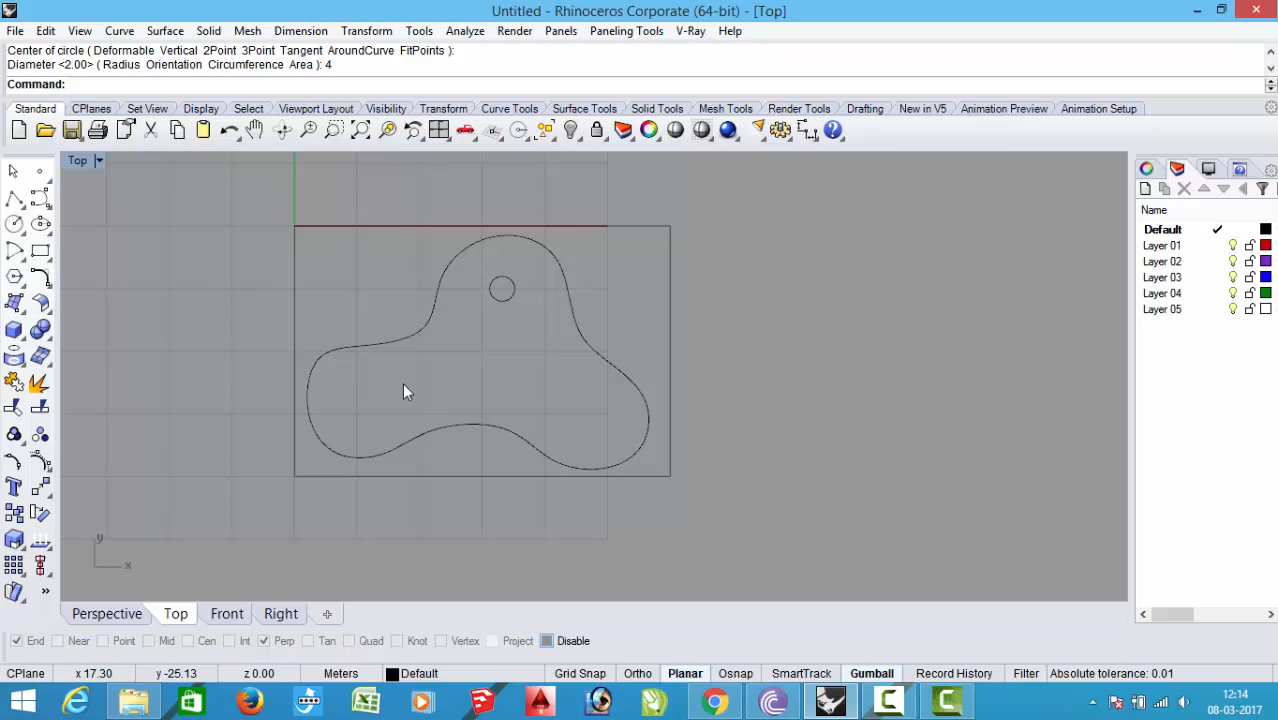 Untitled - Rhinoceros Corporate (64-bit) - [Top]
File Edit View Curve Surface Solid Mesh Dimension Transform Tools Analyze Render Panels Paneling Tools V-Ray Help
Center of circle ( Deformable Vertical 2Point 3Point Tangent AroundCurve FitPoints ):
Diameter <2.00> ( Radius Orientation Circumference Area ): 4
Command:
Standard CPlanes Set View Display Select Viewport Layout Visibility Transform Curve Tools Surface Tools Solid Tools Mesh Tools Render Tools Drafting New in V5 Animation Preview Animation Setup
Top
Name
Default
Layer 01
Layer 02
Layer 03
Layer 04
Layer 05
y
x
Perspective Top Front Right
End Near Point Mid Cen Int Perp Tan Quad Knot Vertex Project Disable
CPlane x 17.30 y -25.13 z 0.00 Meters Default Grid Snap Ortho Planar Osnap SmartTrack Gumball Record History Filter Absolute tolerance: 0.01
12:14
08-03-2017